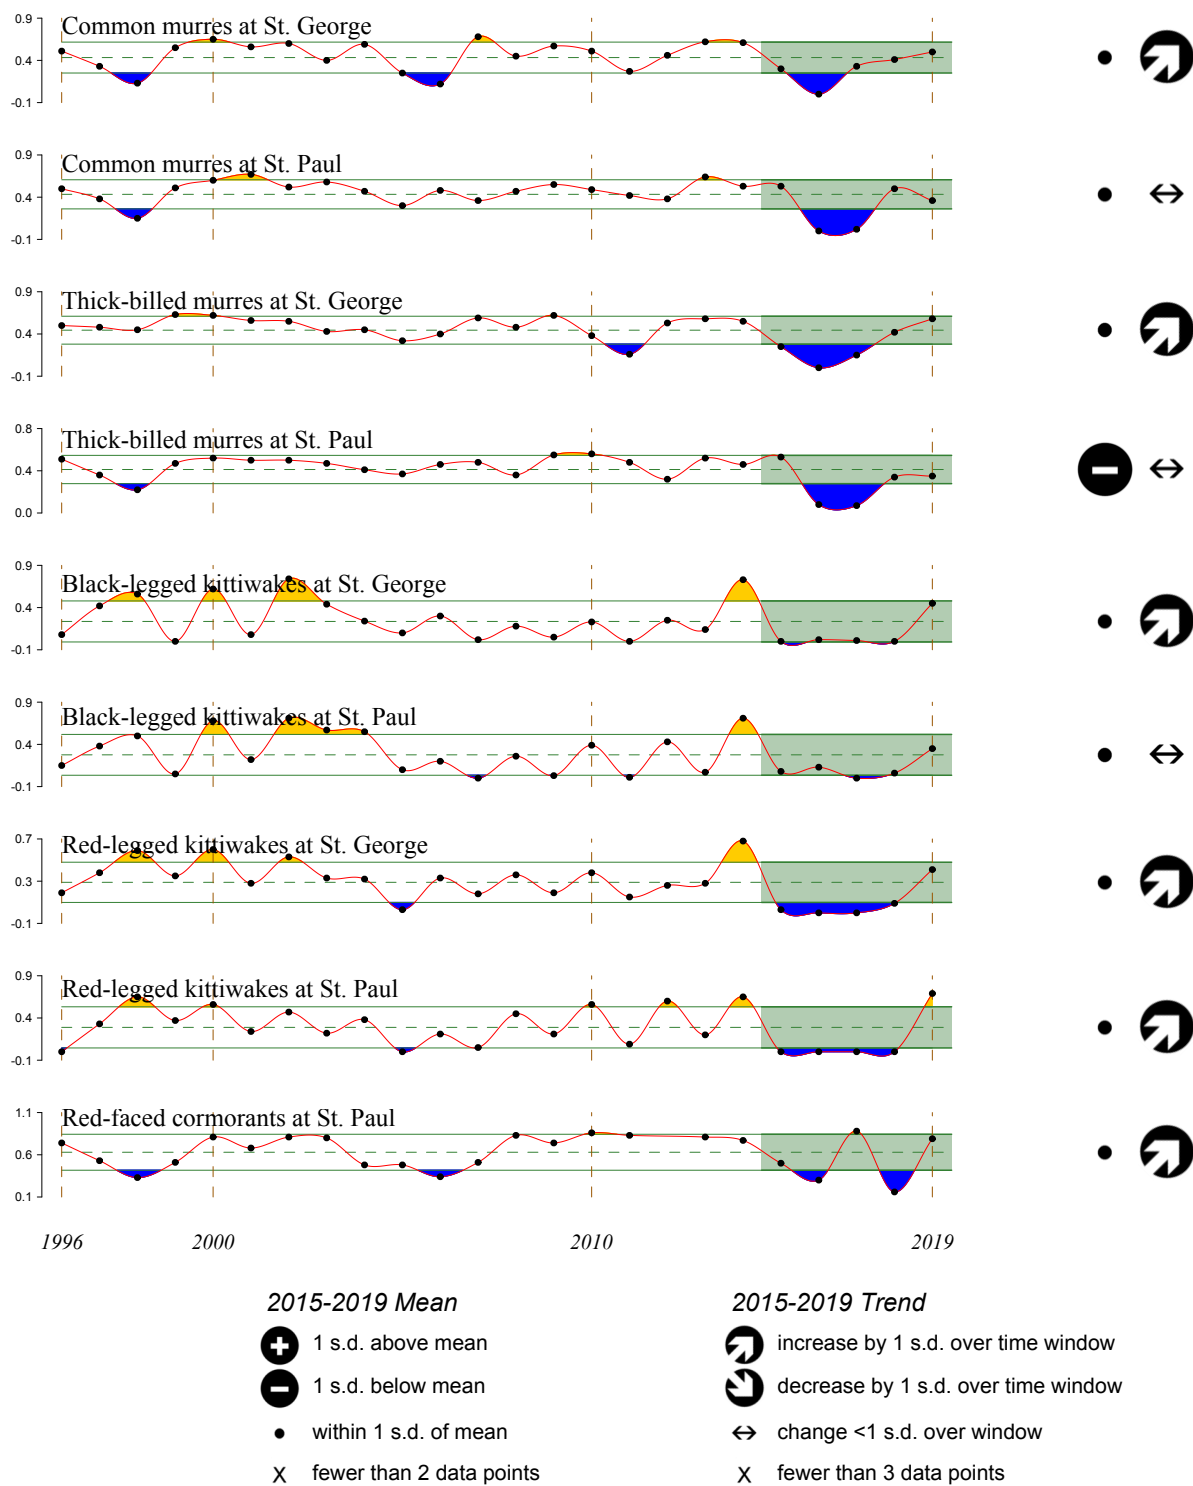 Common murres at St. George
0.9
0.4
-0.1
Common murres at St. Paul
0.9
0.4
-0.1
Thick-billed murres at St. George
0.9
0.4
-0.1
Thick-billed murres at St. Paul
0.8
0.4
0.0
Black-legged kittiwakes at St. George
0.9
0.4
-0.1
Black-legged kittiwakes at St. Paul
0.9
0.4
-0.1
Red-legged kittiwakes at St. George
0.7
0.3
-0.1
Red-legged kittiwakes at St. Paul
0.9
0.4
-0.1
Red-faced cormorants at St. Paul
1.1
0.6
0.1
1996 2000 2010 2019
2015-2019 Mean
1 s.d. above mean
1 s.d. below mean
within 1 s.d. of mean
x fewer than 2 data points
2015-2019 Trend
increase by 1 s.d. over time window
decrease by 1 s.d. over time window
change <1 s.d. over window
x fewer than 3 data points